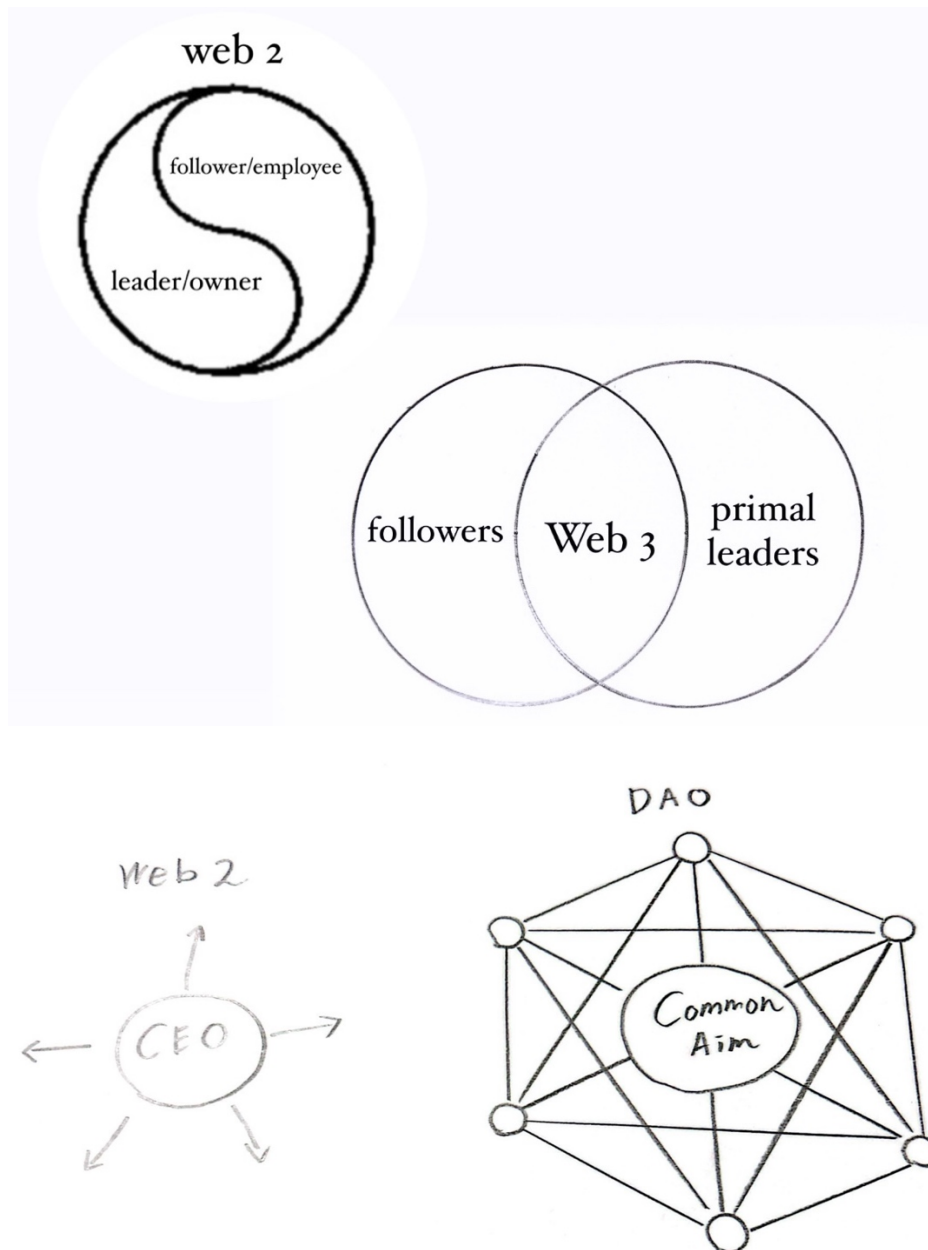 web 2
follower/employee
leader/owner
followers
Web 3
primal
leaders
Web 2
CEO
DAO
Common
Aim